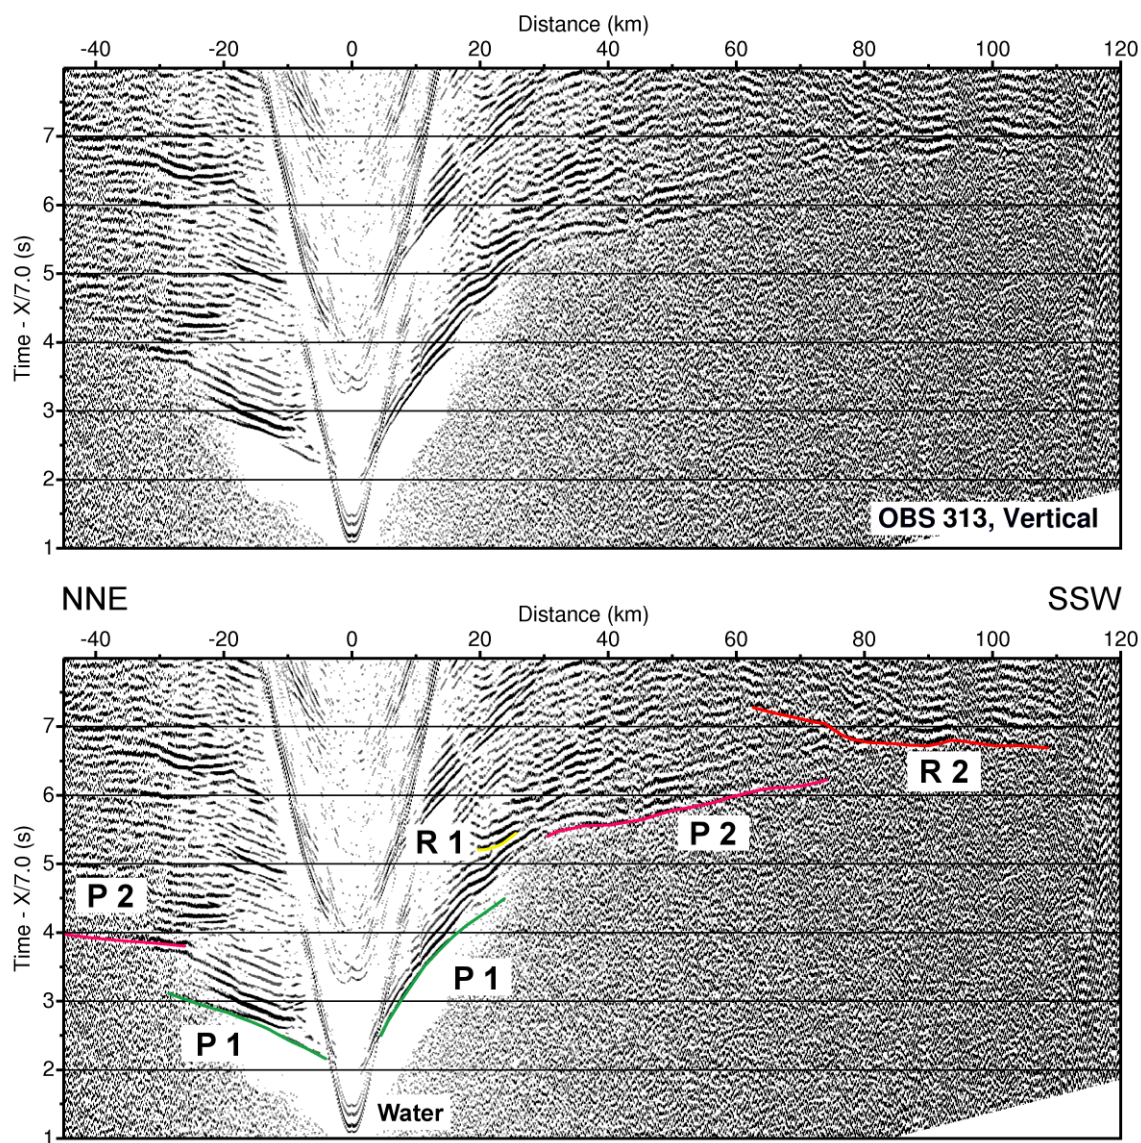 Distance (km)
-40 -20 0 20 40 60 80 100 120
7
6
5
4
3
2
1
Time - X/7.0 (s)
OBS 313, Vertical
NNE
SSW
Distance (km)
-40 -20 0 20 40 60 80 100 120
7
6
5
4
3
2
1
Time - X/7.0 (s)
R 2
R 1
P 2
P 2
P 1
P 1
Water